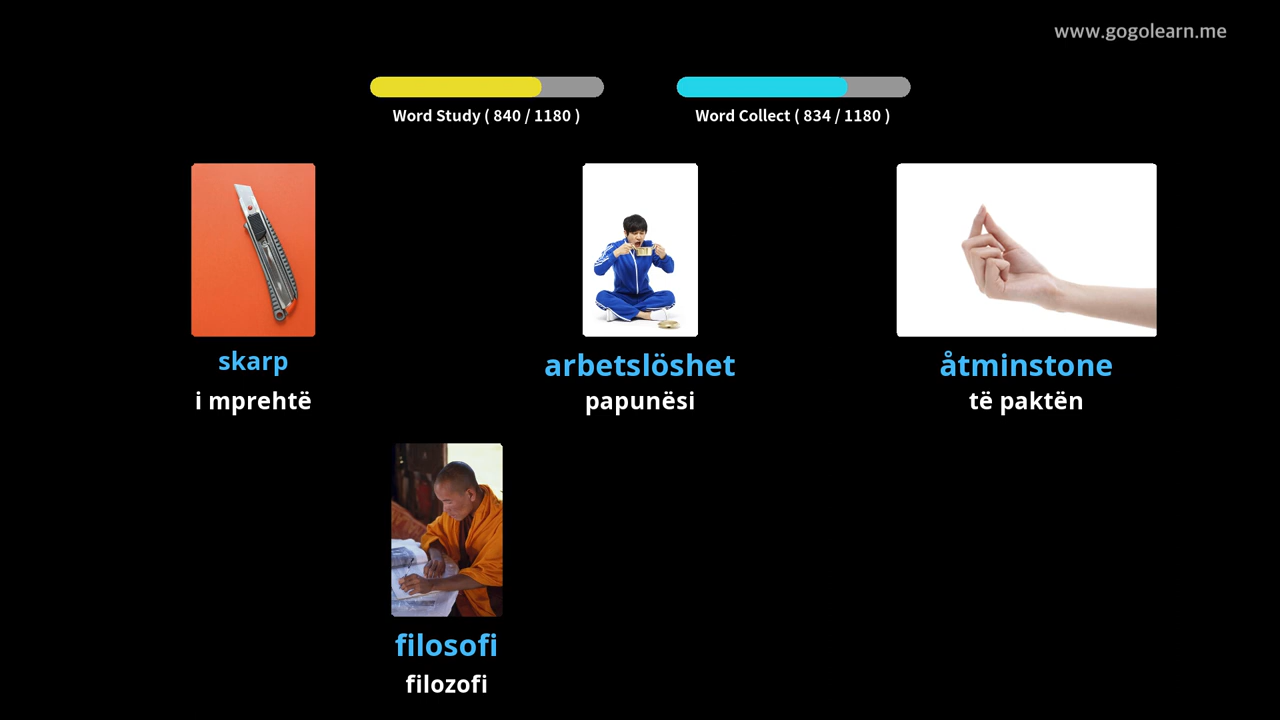 www.gogolearn.me
Word Study ( 840 / 1180 )
Word Collect ( 834 / 1180 )
skarp
i mprehtë
arbetslöshet
papunësi
åtminstone
të paktën
filosofi
filozofi